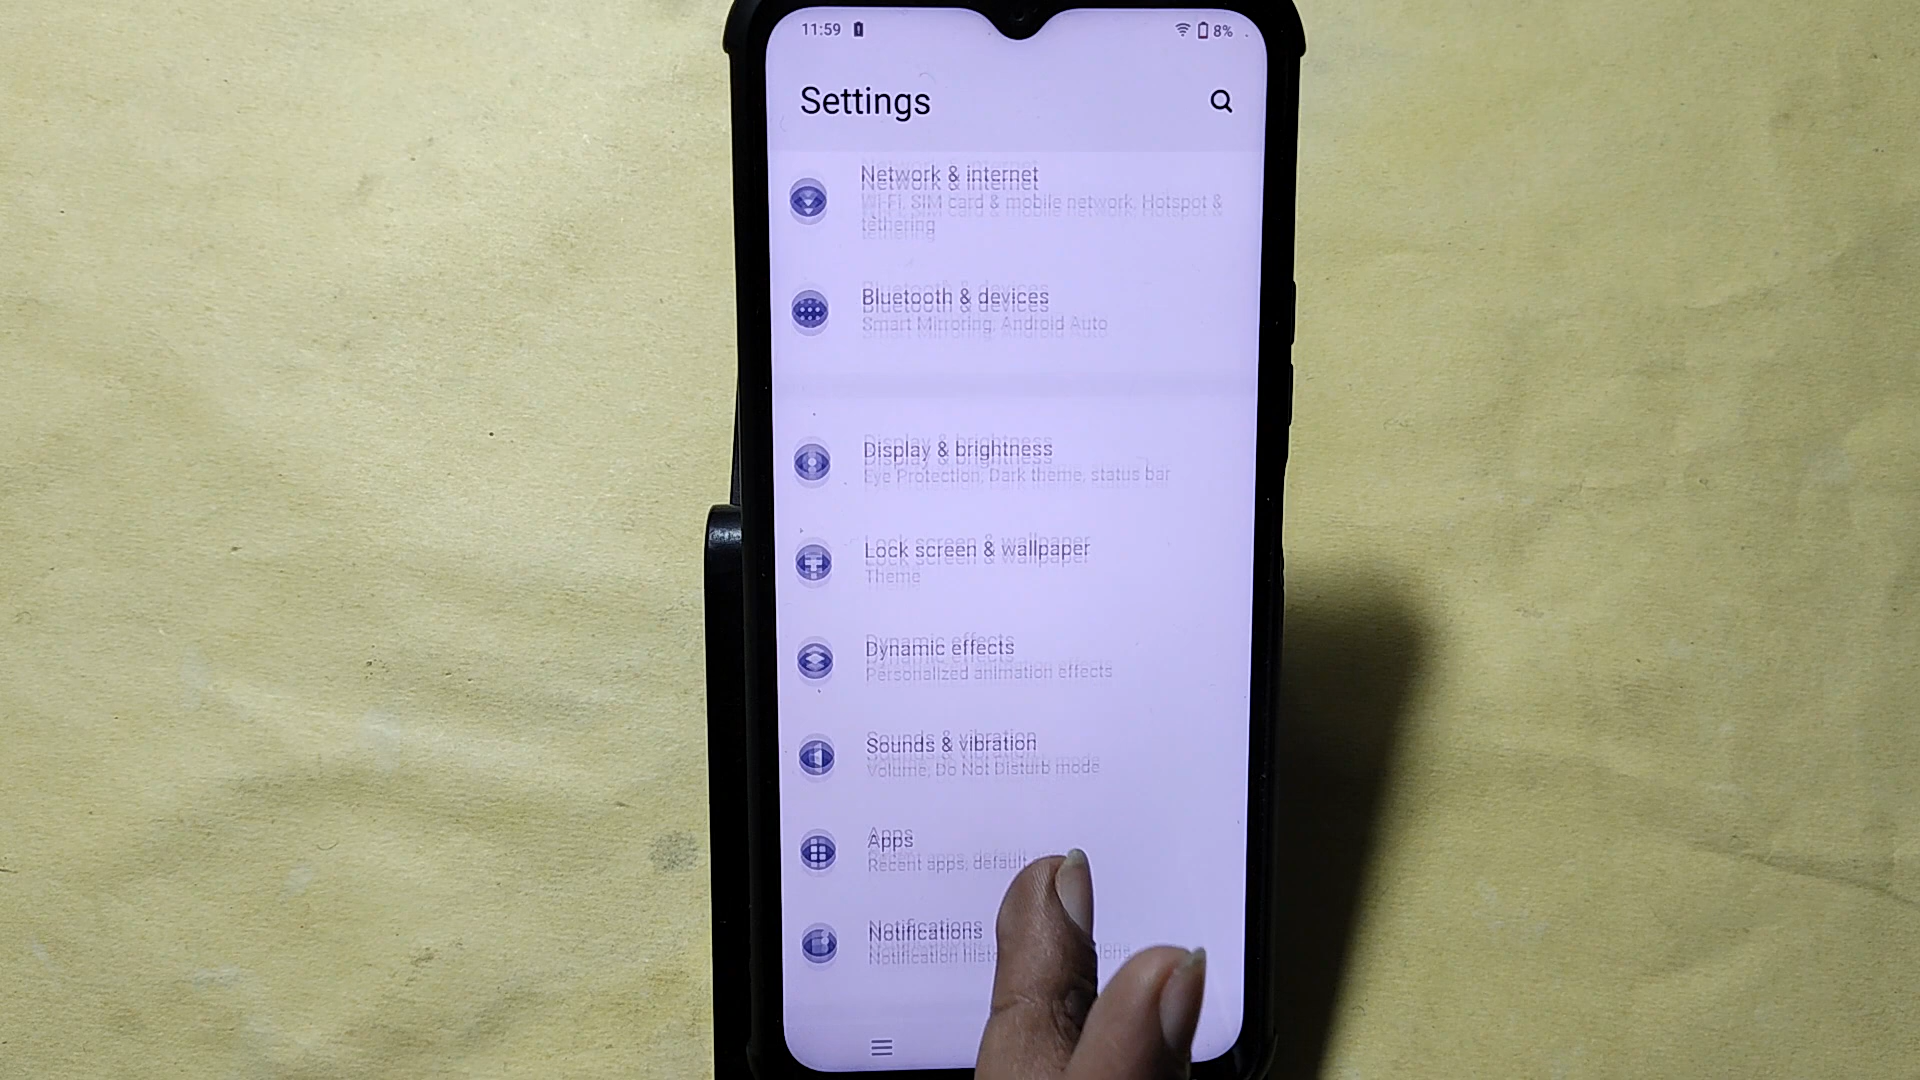 11:59
8%
Settings
Network & internet
Wi-Fi, SIM card & mobile network, Hotspot &
tethering
Bluetooth & devices
Smart Mirroring, Android Auto
Display & brightness
Eye Protection, Dark theme, status bar
Lock screen & wallpaper
Theme
Dynamic effects
Personalized animation effects
Sounds & vibration
Volume, Do Not Disturb mode
Apps
Recent apps, default
Notifications
Notification